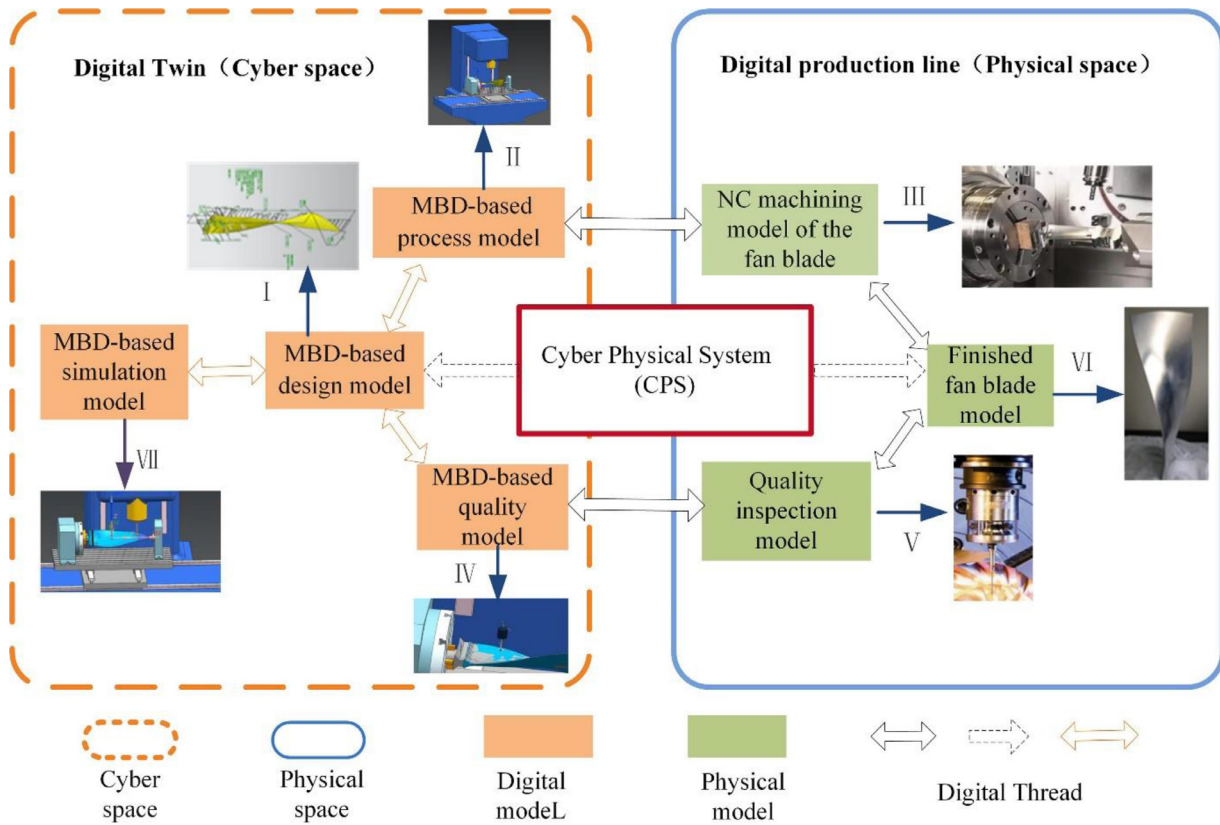 Digital Twin（Cyber space）
Digital production line（Physical space）
II
MBD-based
process model
NC machining
model of the
fan blade
III
I
MBD-based
simulation
model
MBD-based
design model
Cyber Physical System
(CPS)
Finished
fan blade
model
VI
VII
MBD-based
quality
model
Quality
inspection
model
IV
V
Cyber
space
Physical
space
Digital
modeL
Physical
model
Digital Thread